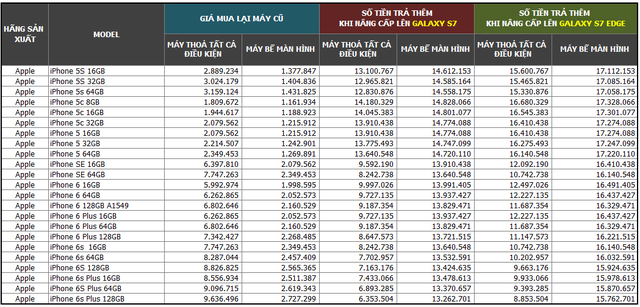 HÃNG SẢN XUẤT MODEL GIÁ MUA LẠI MÁY CŨ SỐ TIỀN TRẢ THÊM KHI NÂNG CẤP LÊN GALAXY S7 SỐ TIỀN TRẢ THÊM KHI NÂNG CẤP LÊN GALAXY S7 EDGE
MÁY THOẢ TẤT CẢ ĐIỀU KIỆN MÁY BỂ MÀN HÌNH MÁY THOẢ TẤT CẢ ĐIỀU KIỆN MÁY BỂ MÀN HÌNH MÁY THOẢ TẤT CẢ ĐIỀU KIỆN MÁY BỂ MÀN HÌNH
Apple iPhone 5S 16GB 2.889.234 1.377.847 13.100.767 14.612.153 15.600.767 17.112.153
Apple iPhone 5S 32GB 3.024.179 1.404.836 12.965.821 14.585.164 15.465.821 17.085.164
Apple iPhone 5s 64GB 3.159.124 1.431.825 12.830.876 14.558.175 15.330.876 17.058.175
Apple iPhone 5c 8GB 1.809.672 1.161.934 14.180.329 14.828.066 16.680.329 17.328.066
Apple iPhone 5c 16GB 1.944.617 1.188.923 14.045.383 14.801.077 16.545.383 17.301.077
Apple iPhone 5c 32GB 2.079.562 1.215.912 13.910.438 14.774.088 16.410.438 17.274.088
Apple iPhone 5 16GB 2.079.562 1.215.912 13.910.438 14.774.088 16.410.438 17.274.088
Apple iPhone 5 32GB 2.214.507 1.242.901 13.775.493 14.747.099 16.275.493 17.247.099
Apple iPhone 5 64GB 2.349.453 1.269.891 13.640.548 14.720.110 16.140.548 17.220.110
Apple iPhone SE 16GB 6.397.810 2.079.562 9.592.190 13.910.438 12.092.190 16.410.438
Apple iPhone SE 64GB 7.747.263 2.349.453 8.242.738 13.640.548 10.742.738 16.140.548
Apple iPhone 6 16GB 5.992.974 1.998.595 9.997.026 13.991.405 12.497.026 16.491.405
Apple iPhone 6 64GB 6.262.865 2.052.573 9.727.135 13.937.427 12.227.135 16.437.427
Apple iPhone 6 128GB A1549 6.802.646 2.160.529 9.187.354 13.829.471 11.687.354 16.329.471
Apple iPhone 6 Plus 16GB 6.262.865 2.052.573 9.727.135 13.937.427 12.227.135 16.437.427
Apple iPhone 6 Plus 64GB 6.802.646 2.160.529 9.187.354 13.829.471 11.687.354 16.329.471
Apple iPhone 6 Plus 128GB 7.342.427 2.268.485 8.647.573 13.721.515 11.147.573 16.221.515
Apple iPhone 6s 16GB 7.747.263 2.349.453 8.242.738 13.640.548 10.742.738 16.140.548
Apple iPhone 6s 64GB 8.287.044 2.457.409 7.702.957 13.532.591 10.202.957 16.032.591
Apple iPhone 6S 128GB 8.826.825 2.565.365 7.163.176 13.424.635 9.663.176 15.924.635
Apple iPhone 6s Plus 16GB 8.556.934 2.511.387 7.433.066 13.478.613 9.933.066 15.978.613
Apple iPhone 6S Plus 64GB 9.096.715 2.619.343 6.893.285 13.370.657 9.393.285 15.870.657
Apple iPhone 6s Plus 128GB 9.636.496 2.727.299 6.353.504 13.262.701 8.853.504 15.762.701